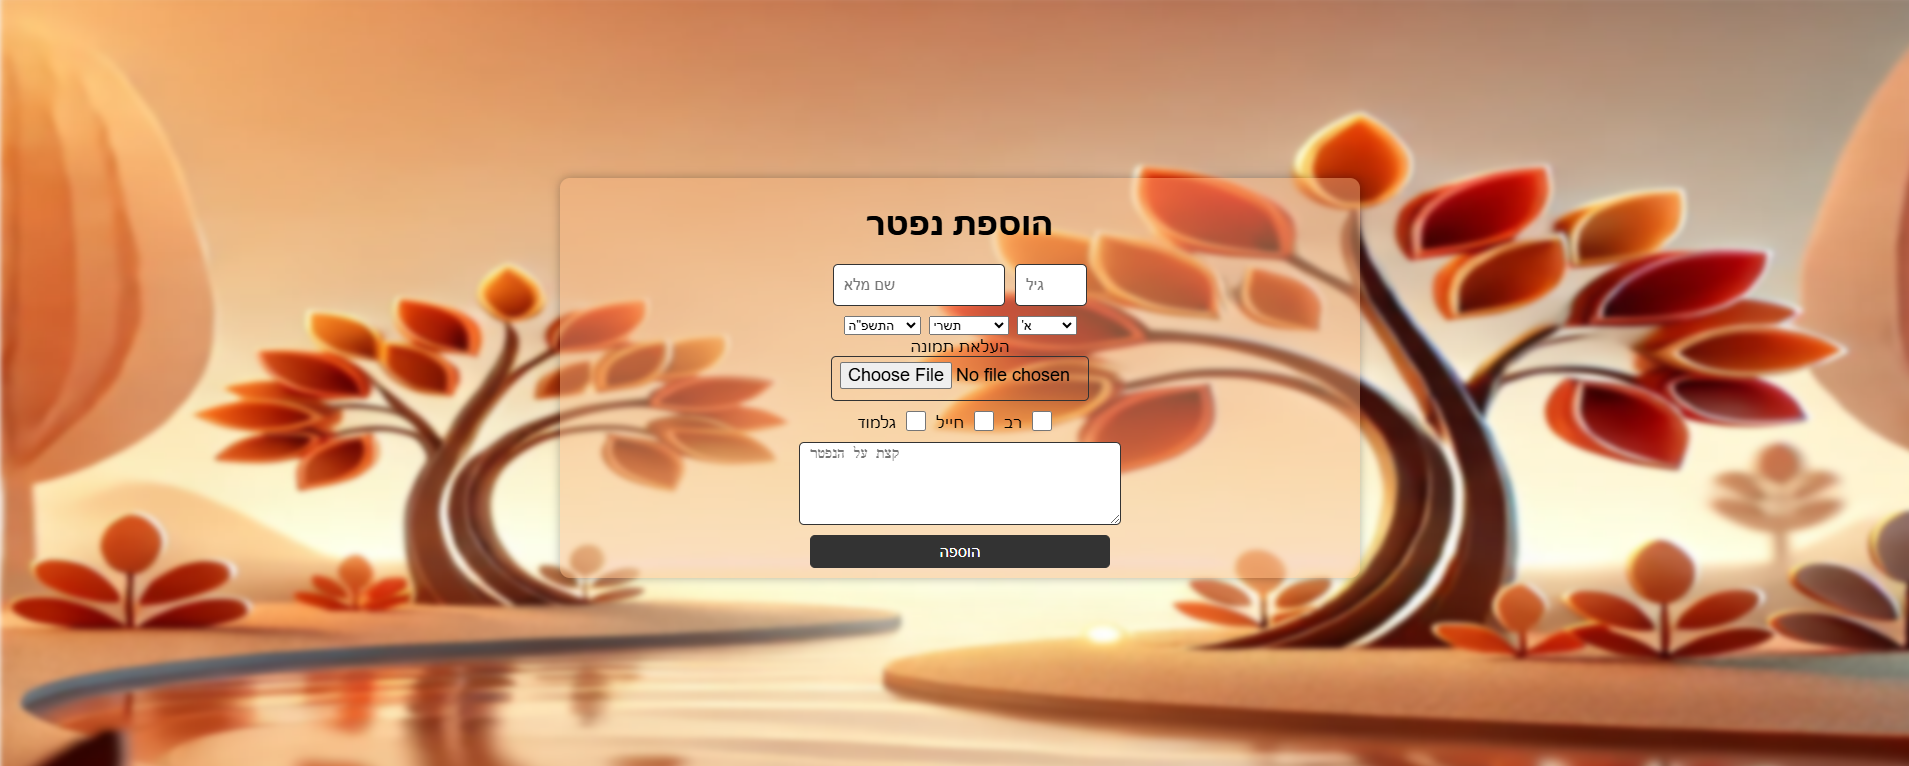 הוספת נפטר
שם מלא גיל
א' תשרי התשפ"ה
העלאת תמונה
Choose File No file chosen
רב חייל גלמוד
קצת על הנפטר
הוספה